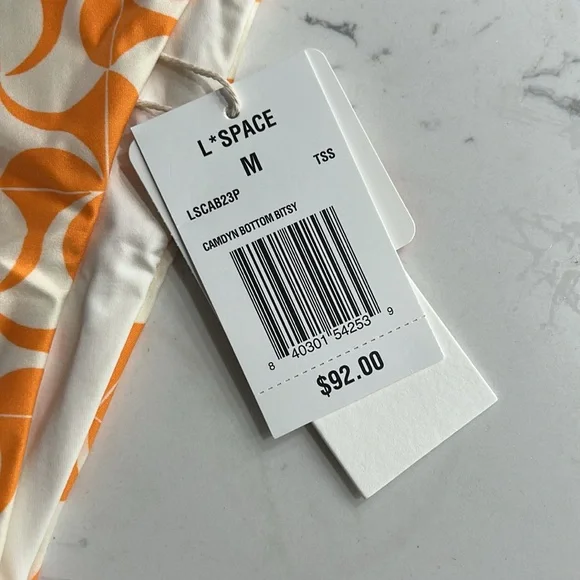 L*SPACE
M
LSCAB23P TSS
CAMDYN BOTTOM BITSY
8 40301 54253 9
$92.00